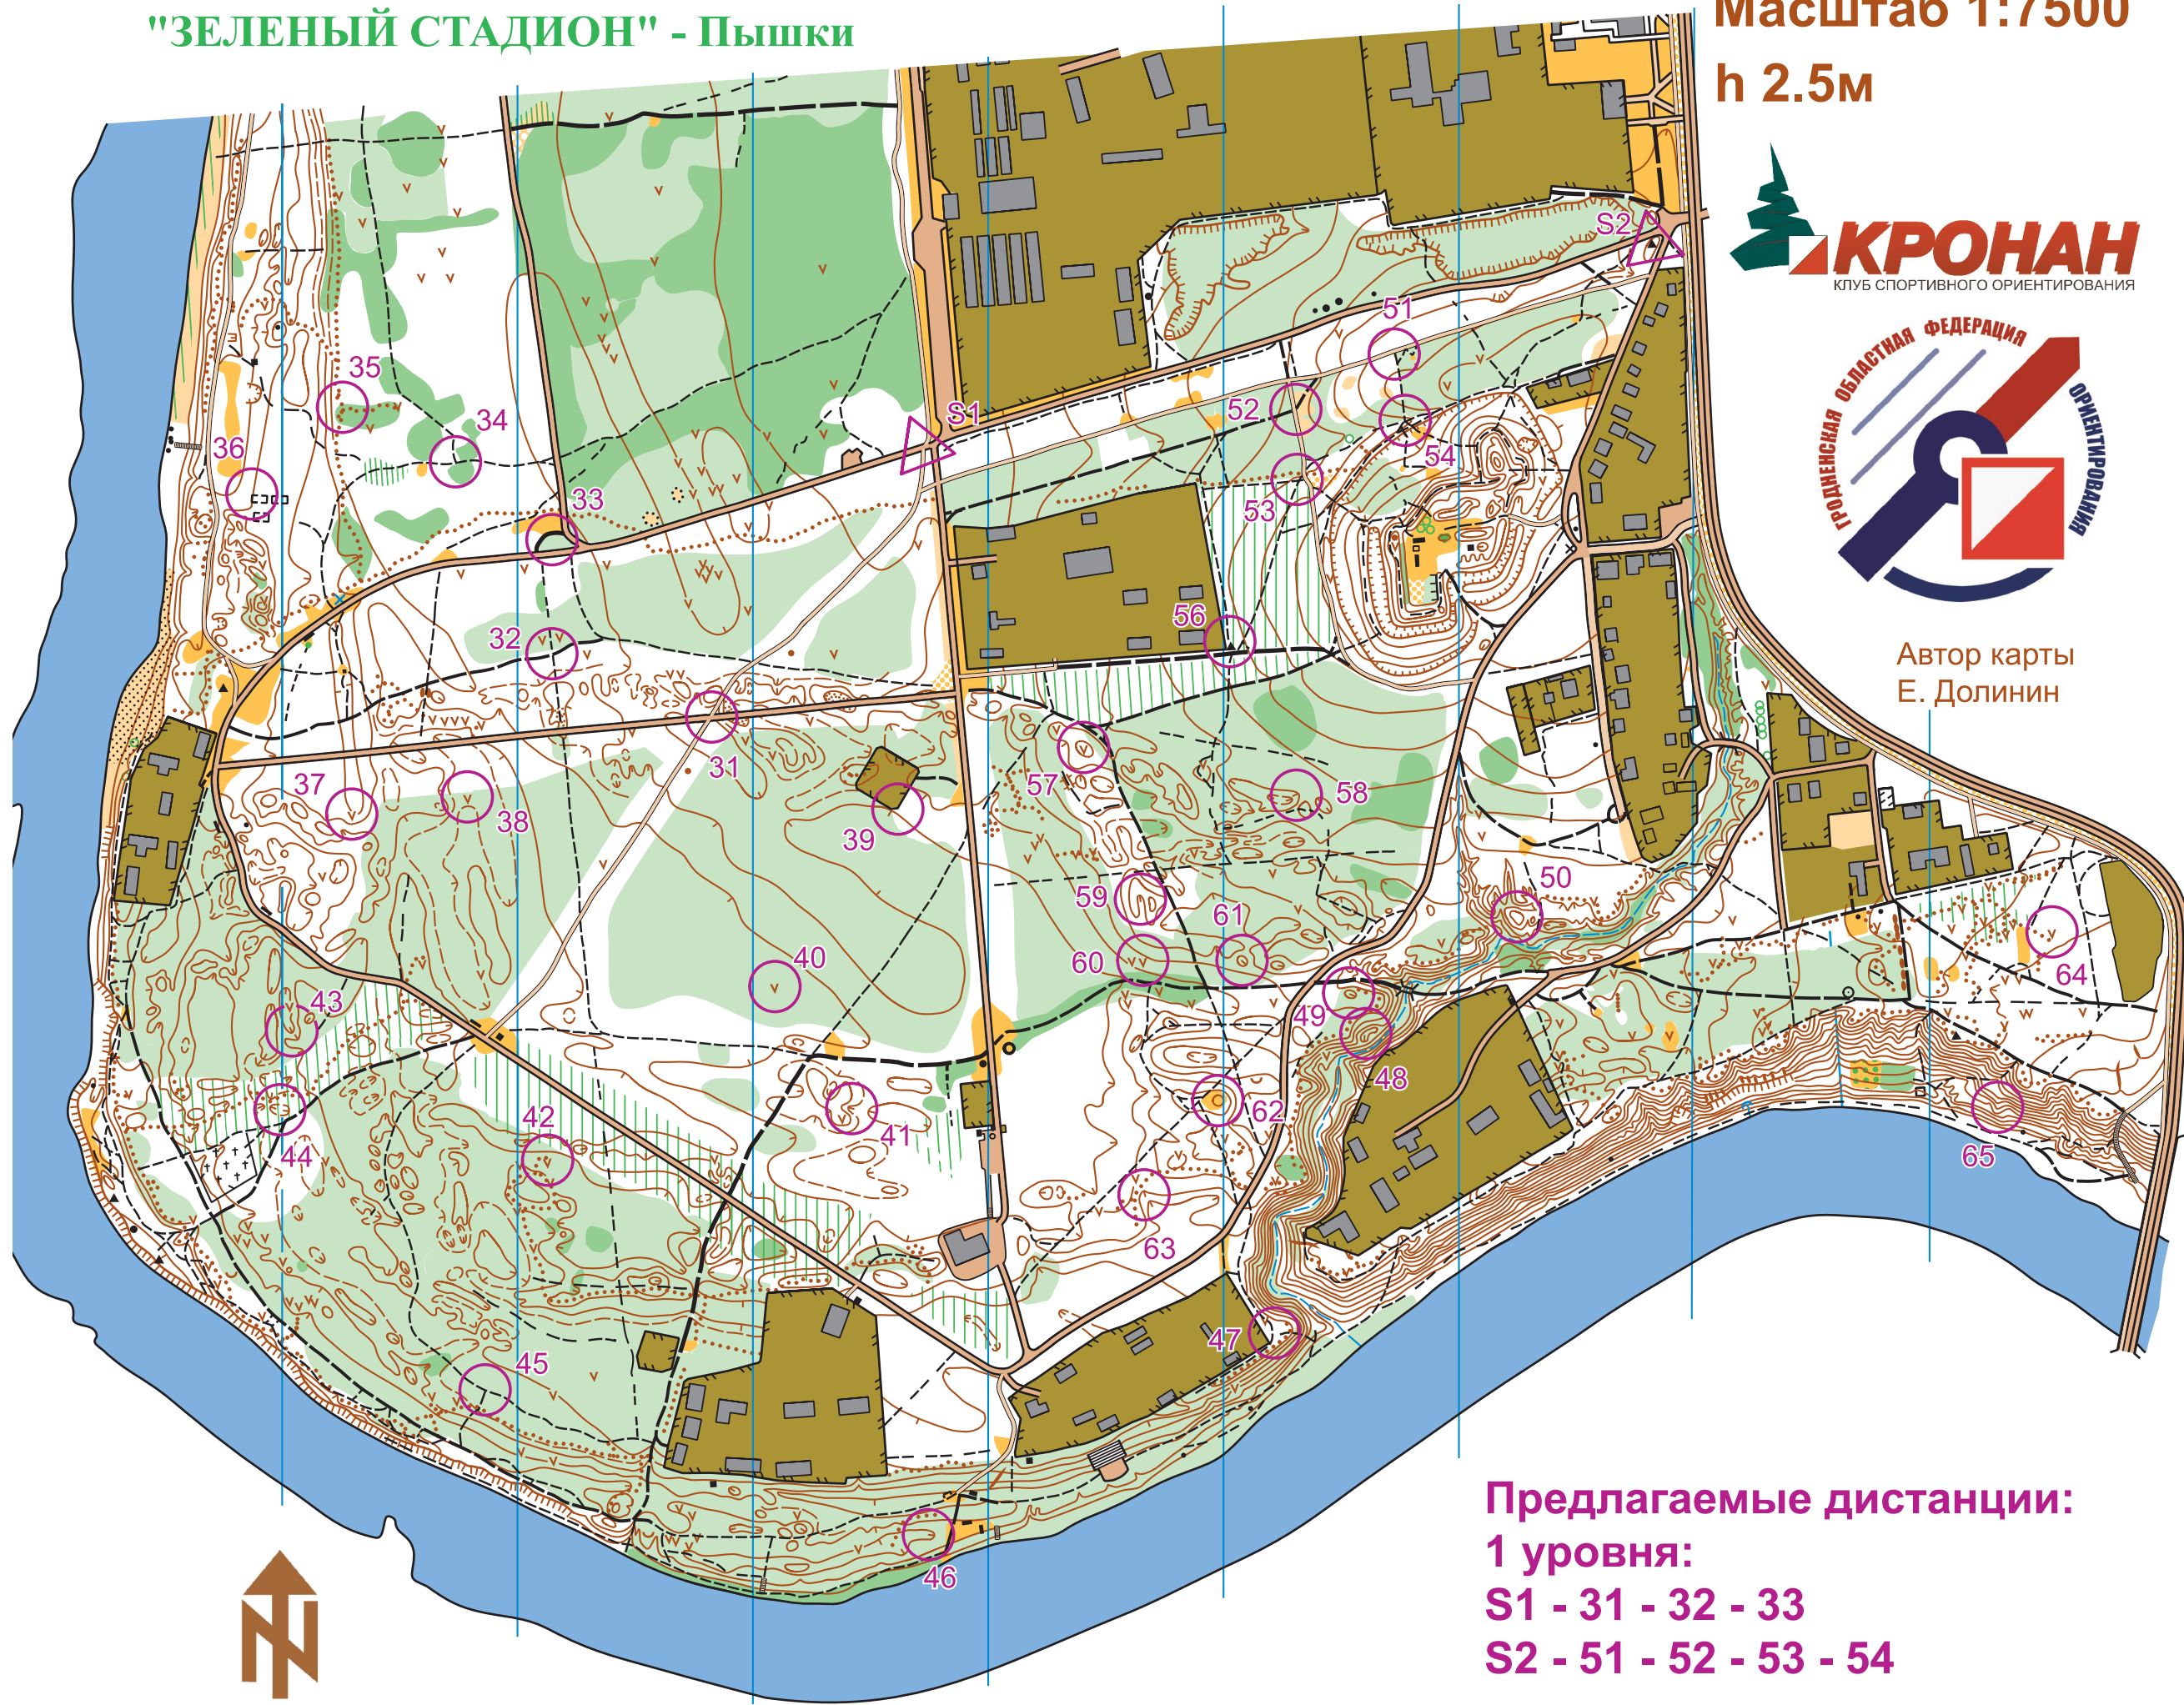 "ЗЕЛЕНЫЙ СТАДИОН" - Пышки
Масштаб 1:7500
h 2.5м
КРОНАН
КЛУБ СПОРТИВНОГО ОРИЕНТИРОВАНИЯ
ГРОДНЕНСКАЯ ОБЛАСТНАЯ ФЕДЕРАЦИЯ
ОРИЕНТИРОВАНИЯ
Автор карты
Е. Долинин
S2
51
35
S1
52
34
36
54
33
53
56
32
31
57
37
58
38
39
50
59
61
64
40
60
43
49
48
42
62
41
44
65
63
47
45
46
N
Предлагаемые дистанции:
1 уровня:
S1 - 31 - 32 - 33
S2 - 51 - 52 - 53 - 54